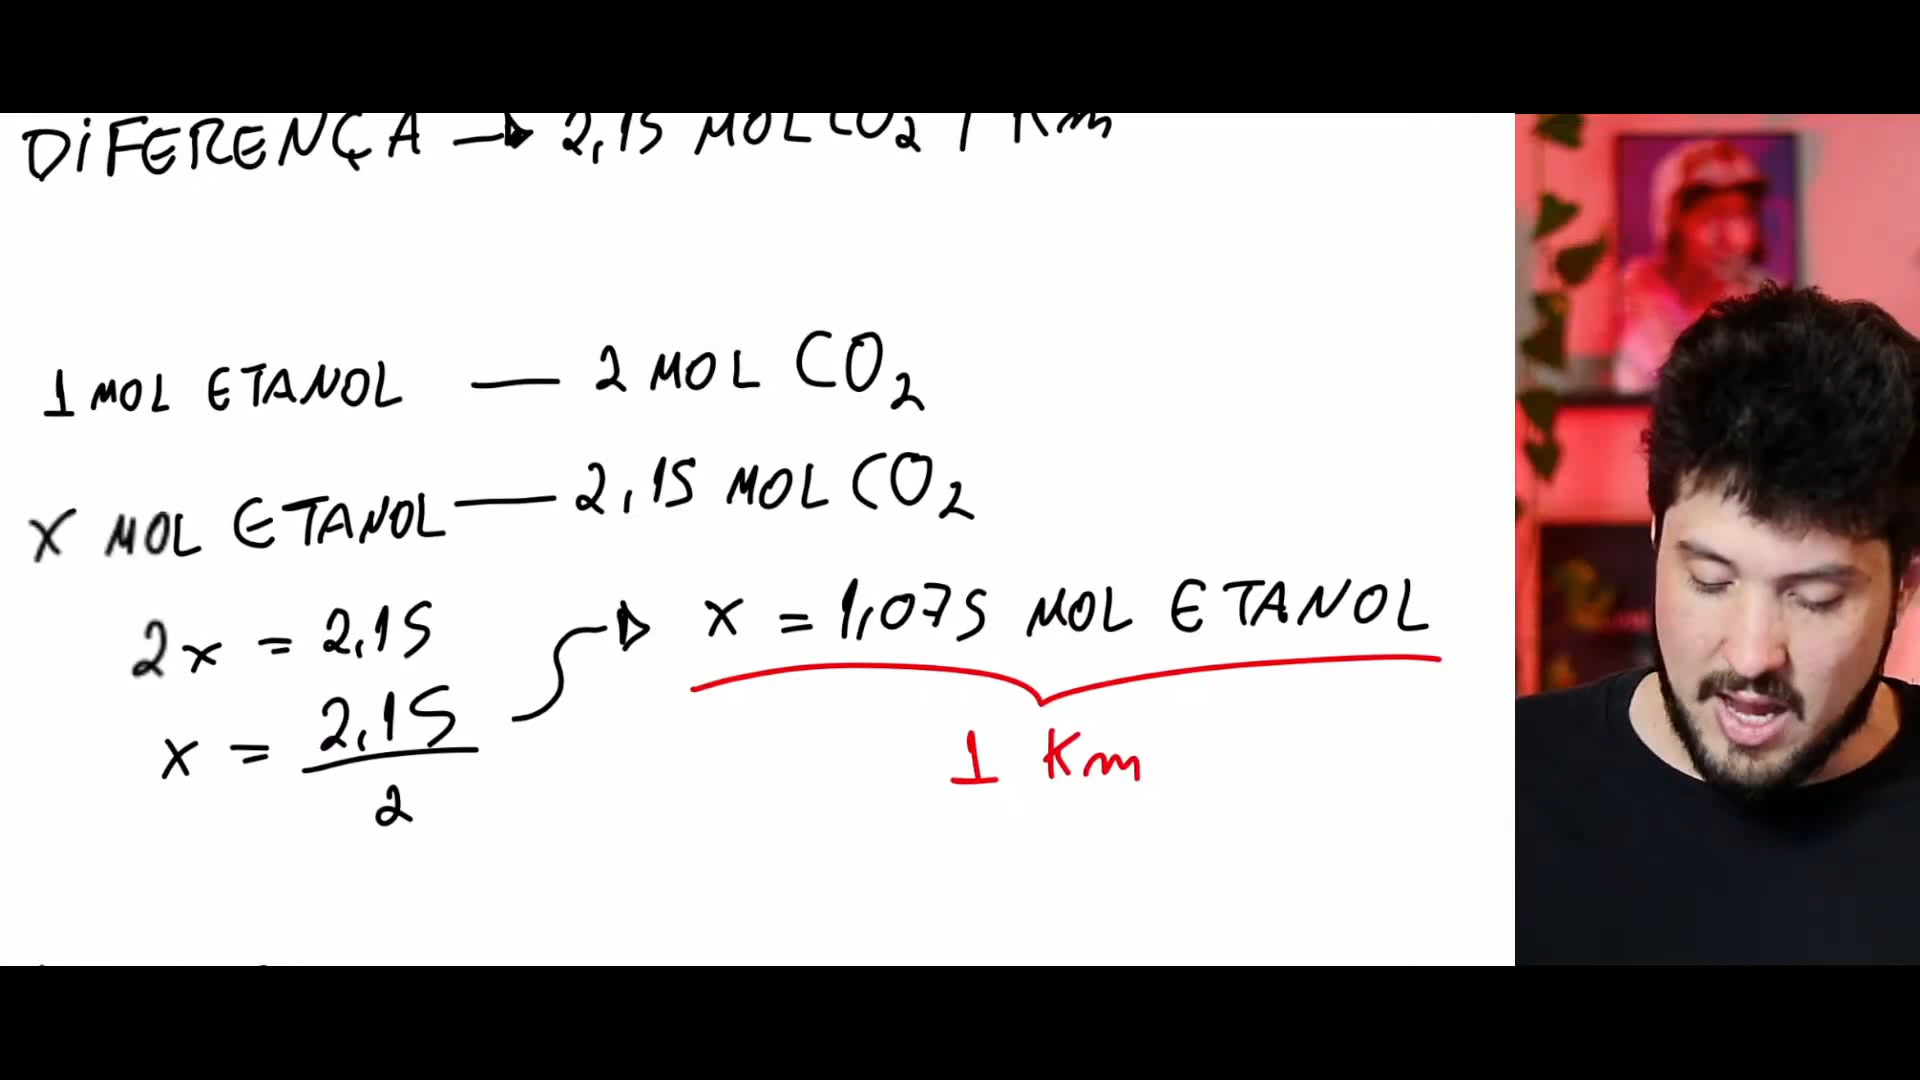 DIFERENÇA → 2,15 MOL CO2 / Km
1 MOL ETANOL — 2 MOL CO2
X MOL ETANOL — 2,15 MOL CO2
2x = 2,15 → x = 1,075 MOL ETANOL
x = 2,15 / 2
1 Km